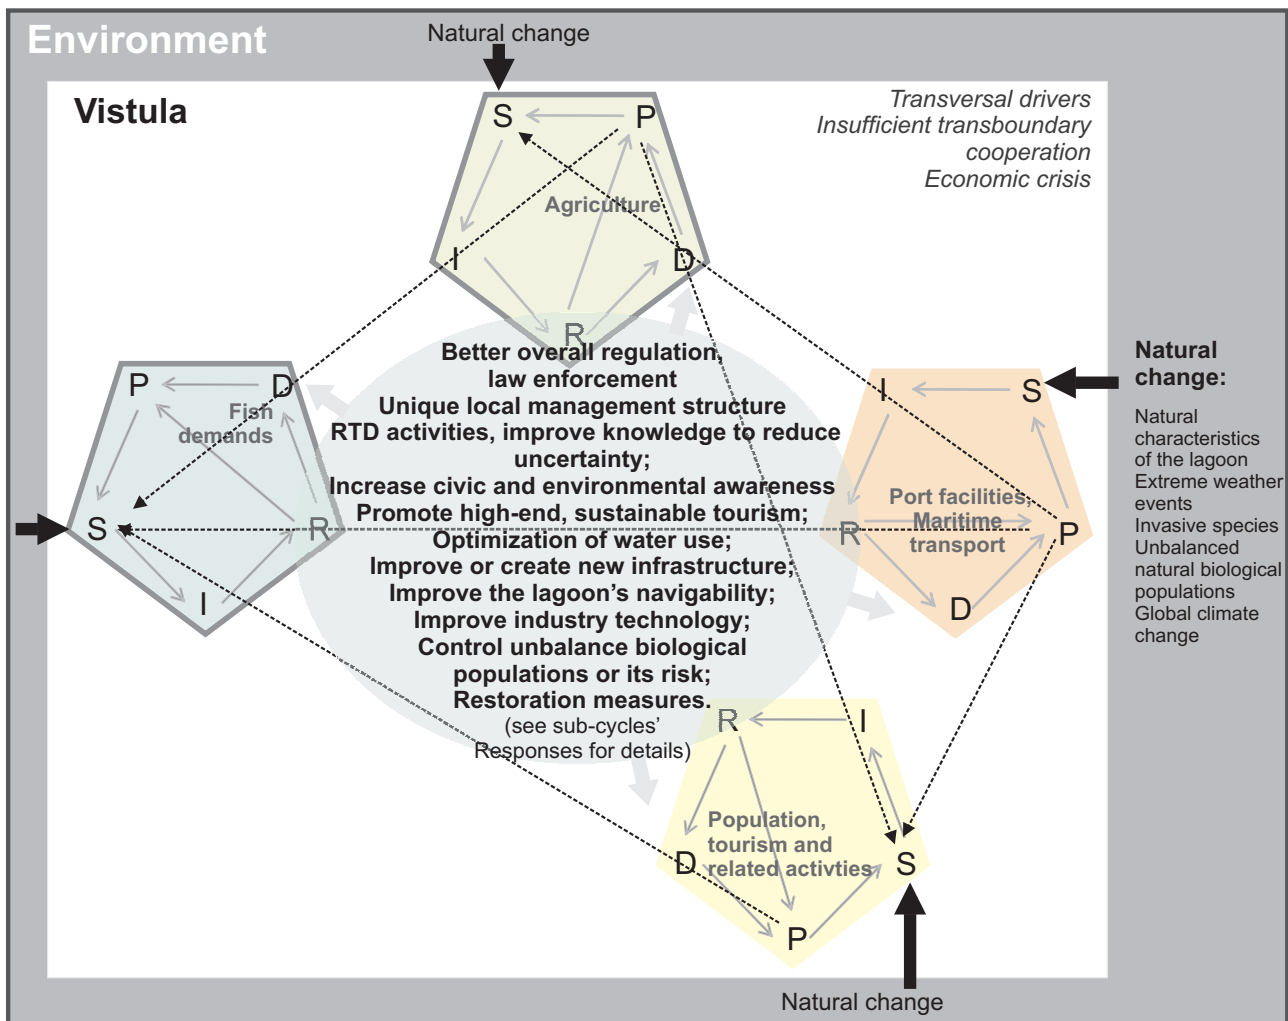 Environment
Natural change
Vistula
Transversal drivers
Insufficient transboundary
cooperation
Economic crisis
S
P
Agriculture
I
D
R
P
D
Fish
demands
S
R
I
Better overall regulation,
law enforcement
Unique local management structure
RTD activities, improve knowledge to reduce
uncertainty;
Increase civic and environmental awareness
Promote high-end, sustainable tourism;
Optimization of water use;
Improve or create new infrastructure;
Improve the lagoon's navigability;
Improve industry technology;
Control unbalance biological
populations or its risk;
Restoration measures.
(see sub-cycles'
Responses for details)
I
S
Port facilities,
Maritime
transport
R
P
D
Natural
change:
Natural
characteristics
of the lagoon
Extreme weather
events
Invasive species
Unbalanced
natural biological
populations
Global climate
change
R
I
Population,
tourism and
related activties
D
S
P
Natural change